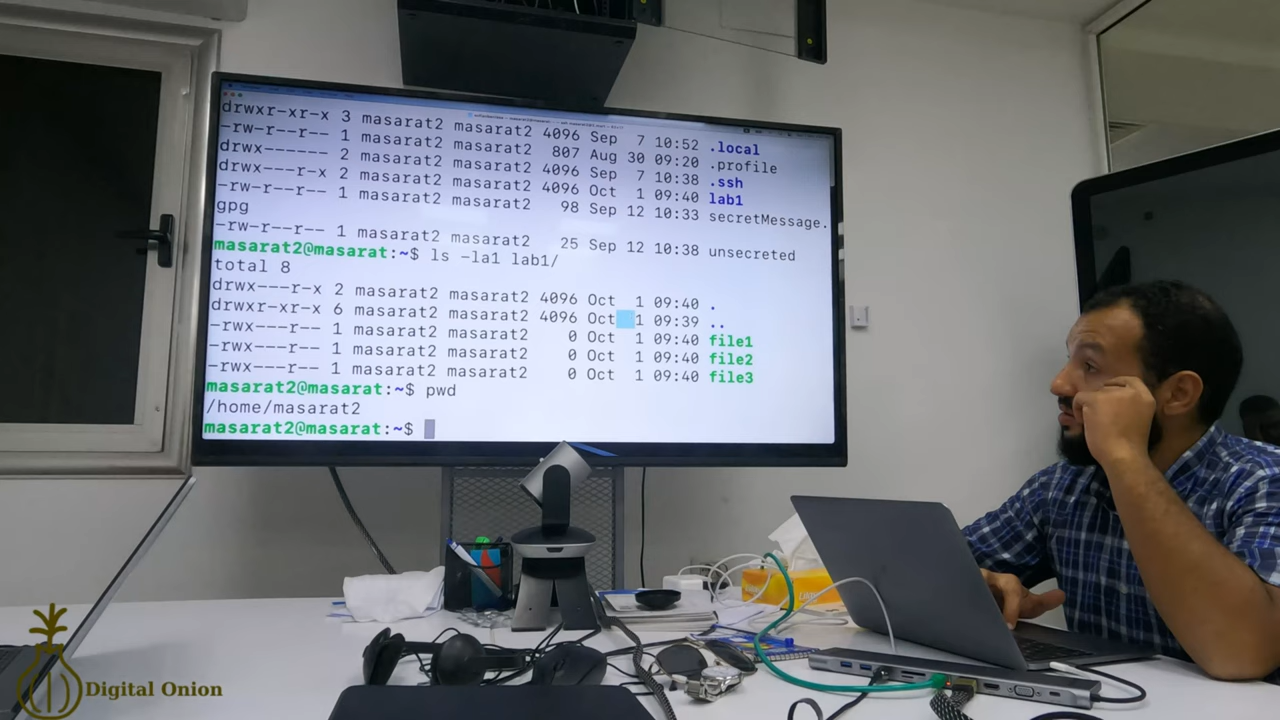 drwxr-xr-x 3 masarat2 masarat2 4096 Sep  7 10:52 .local
-rw-r--r-- 1 masarat2 masarat2  807 Aug 30 09:20 .profile
drwx------ 2 masarat2 masarat2 4096 Sep  7 10:38 .ssh
drwx---r-x 2 masarat2 masarat2 4096 Oct  1 09:40 lab1
-rw-r--r-- 1 masarat2 masarat2   98 Sep 12 10:33 secretMessage.
gpg
-rw-r--r-- 1 masarat2 masarat2   25 Sep 12 10:38 unsecreted
masarat2@masarat:~$ ls -la1 lab1/
total 8
drwx---r-x 2 masarat2 masarat2 4096 Oct  1 09:40 .
drwxr-xr-x 6 masarat2 masarat2 4096 Oct  1 09:39 ..
-rwx---r-- 1 masarat2 masarat2    0 Oct  1 09:40 file1
-rwx---r-- 1 masarat2 masarat2    0 Oct  1 09:40 file2
-rwx---r-- 1 masarat2 masarat2    0 Oct  1 09:40 file3
masarat2@masarat:~$ pwd
/home/masarat2
masarat2@masarat:~$
Digital Onion